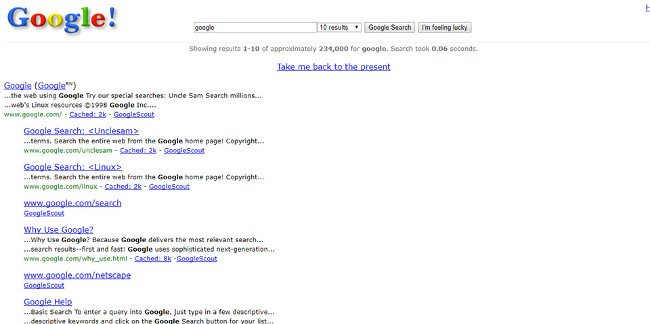 Google!
H
google 10 results Google Search I'm feeling lucky
Showing results 1-10 of approximately 234,000 for google. Search took 0.06 seconds.
Take me back to the present
Google (Google)
...the web using Google Try our special searches: Uncle Sam Search millions...
...web's Linux resources ©1998 Google Inc....
www.google.com/ - Cached: 2k - GoogleScout
Google Search: <Unclesam>
...terms. Search the entire web from the Google home page! Copyright...
www.google.com/unclesam - Cached: 2k - GoogleScout
Google Search: <Linux>
...terms. Search the entire web from the Google home page! Copyright...
www.google.com/linux - Cached: 2k - GoogleScout
www.google.com/search
GoogleScout
Why Use Google?
...Why Use Google? Because Google delivers the most relevant search...
...search results--first and fast! Google uses sophisticated next-generation...
www.google.com/why_use.html - Cached: 8k -GoogleScout
www.google.com/netscape
GoogleScout
Google Help
...Basic Search To enter a query into Google, just type in a few descriptive...
...descriptive keywords and click on the Google Search button for your list...